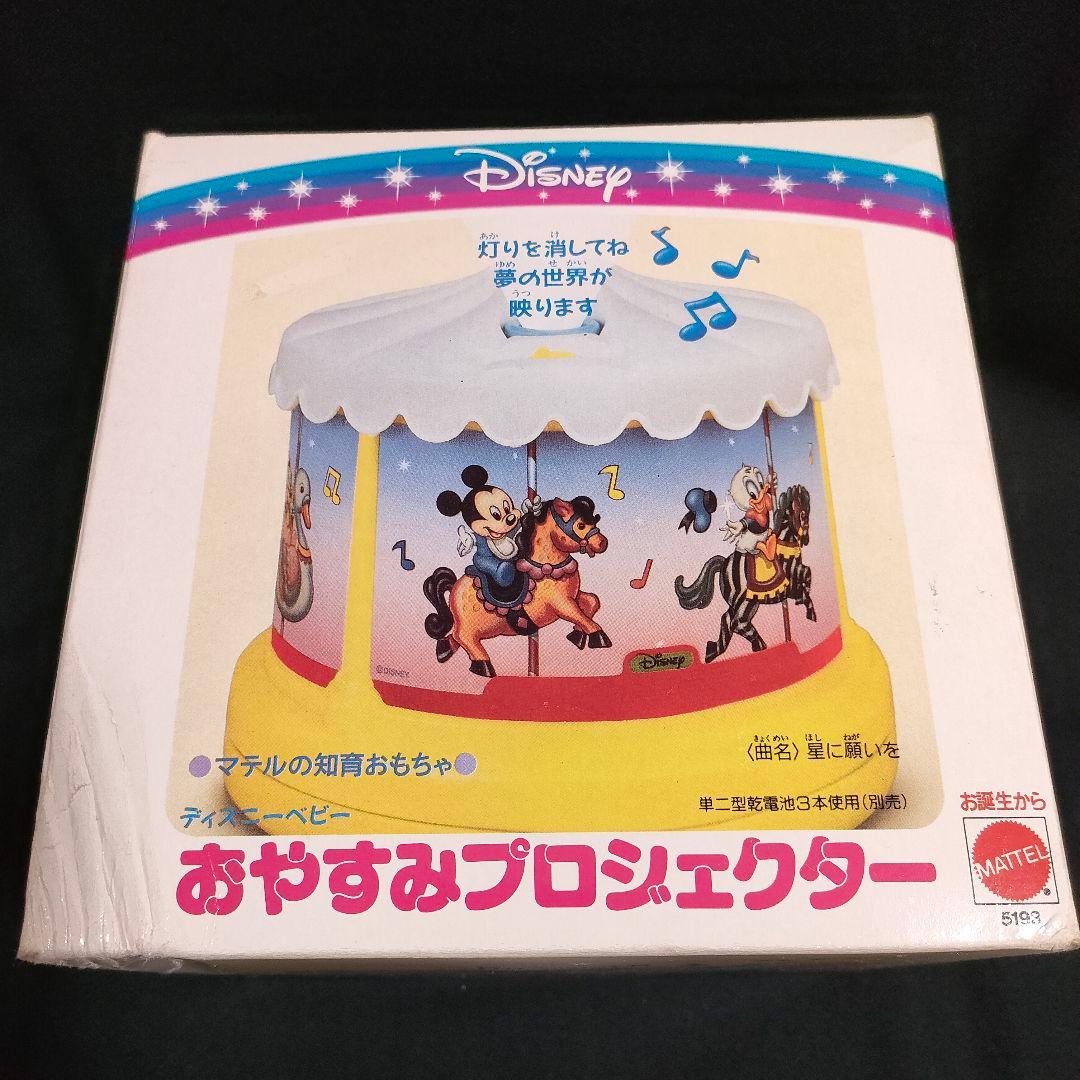 Disney
灯りを消してね
夢の世界が
映ります
©DISNEY
Disney
〈曲名〉星に願いを
●マテルの知育おもちゃ●
単二型乾電池3本使用(別売)
ディズニーベビー
お誕生から
おやすみプロジェクター
MATTEL
®
5193